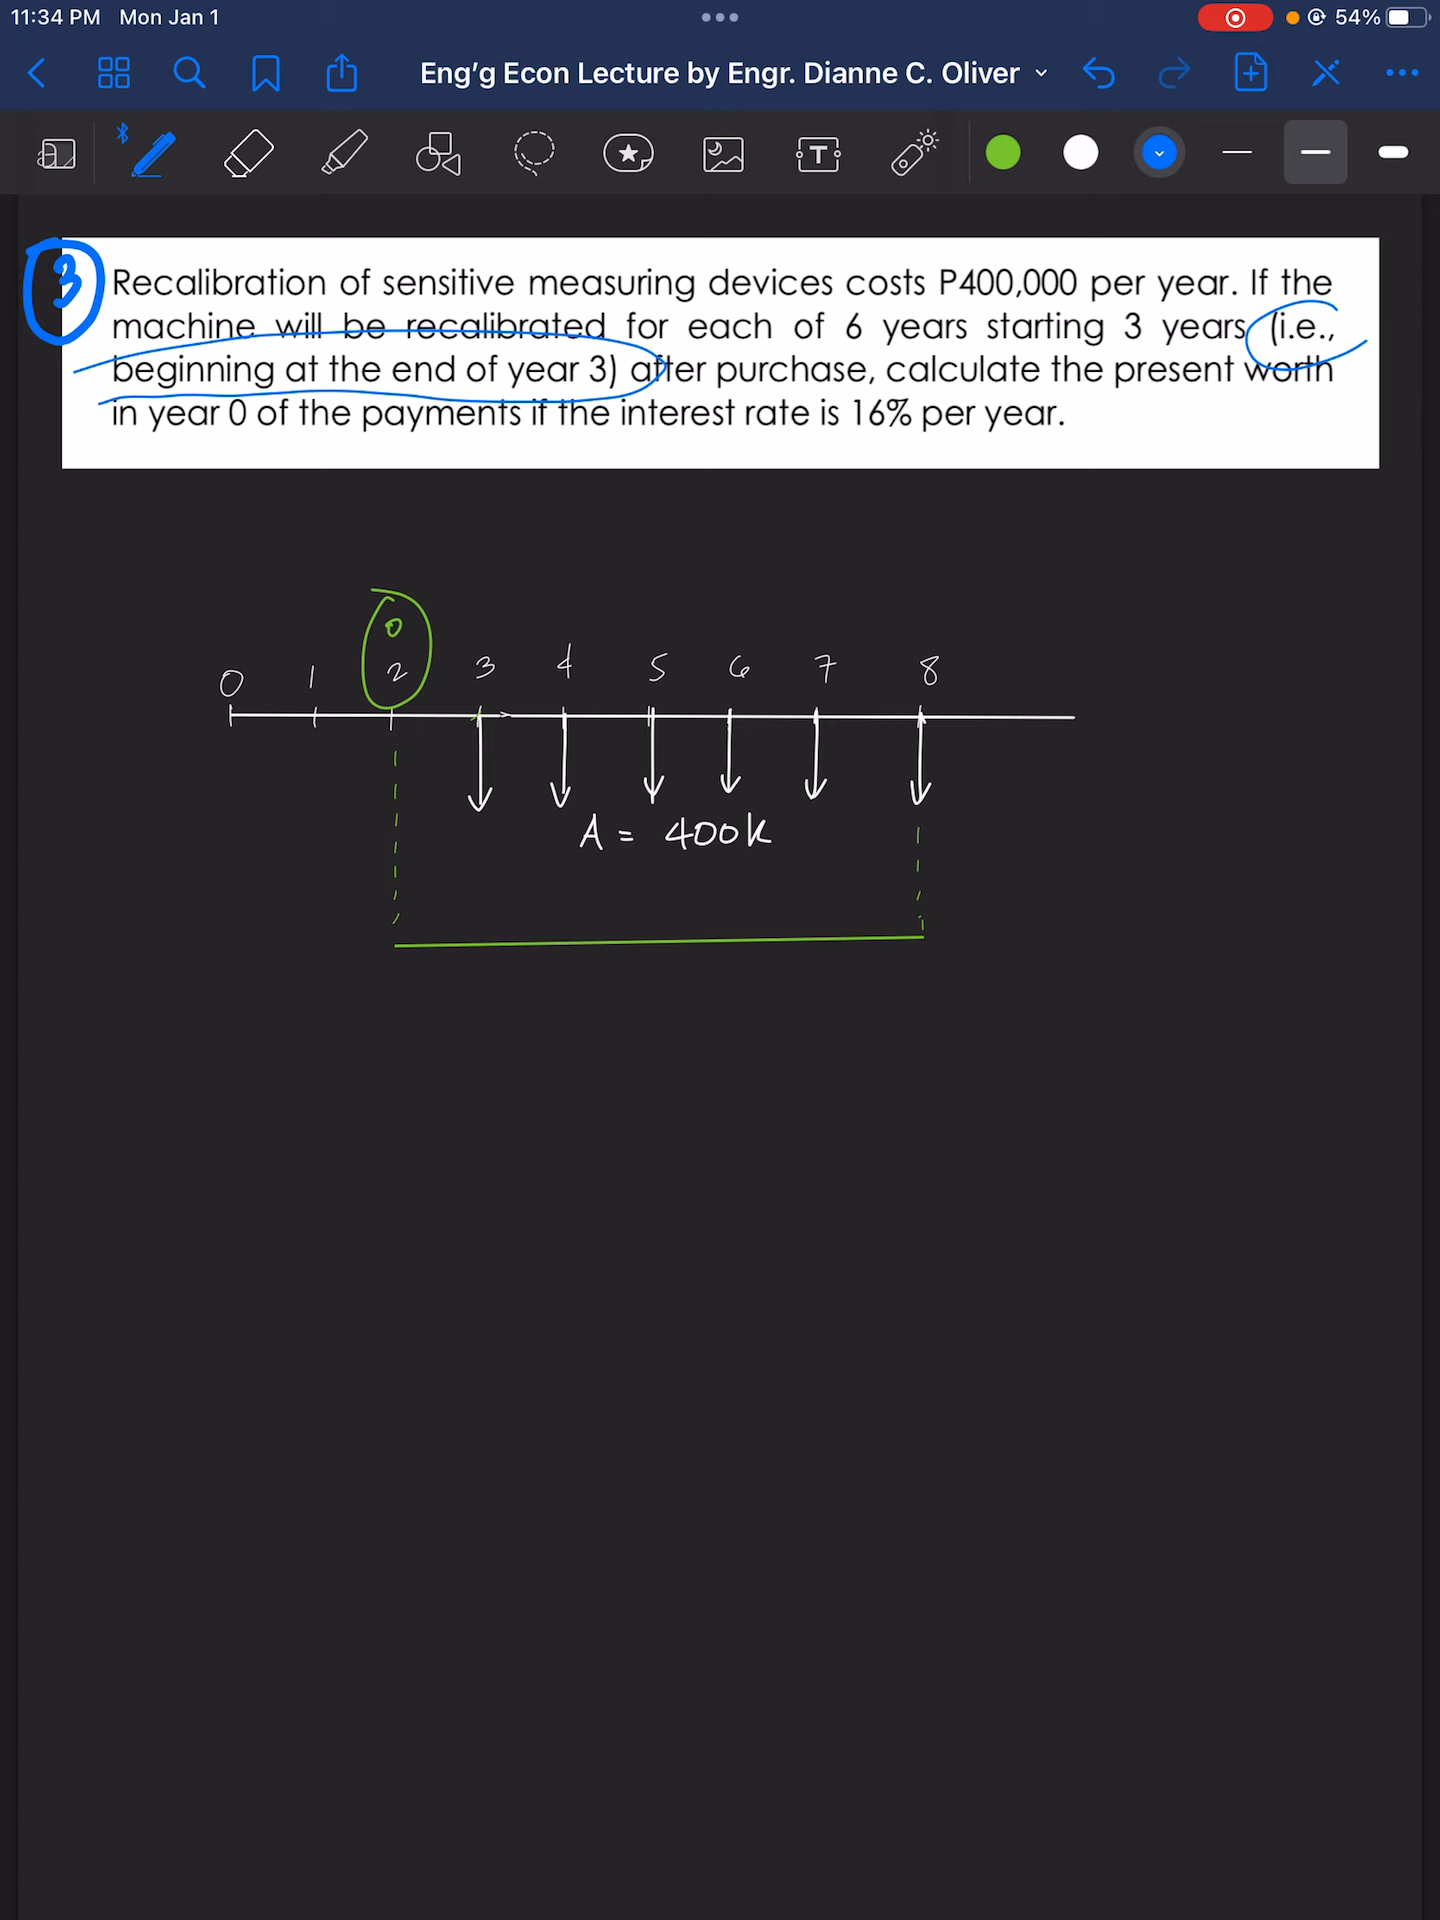 11:34 PM Mon Jan 1
54%
Eng'g Econ Lecture by Engr. Dianne C. Oliver
T
3
Recalibration of sensitive measuring devices costs P400,000 per year. If the
machine will be recalibrated for each of 6 years starting 3 years (i.e.,
beginning at the end of year 3) after purchase, calculate the present worth
in year 0 of the payments if the interest rate is 16% per year.
0
0 1 2 3 4 5 6 7 8
A = 400k